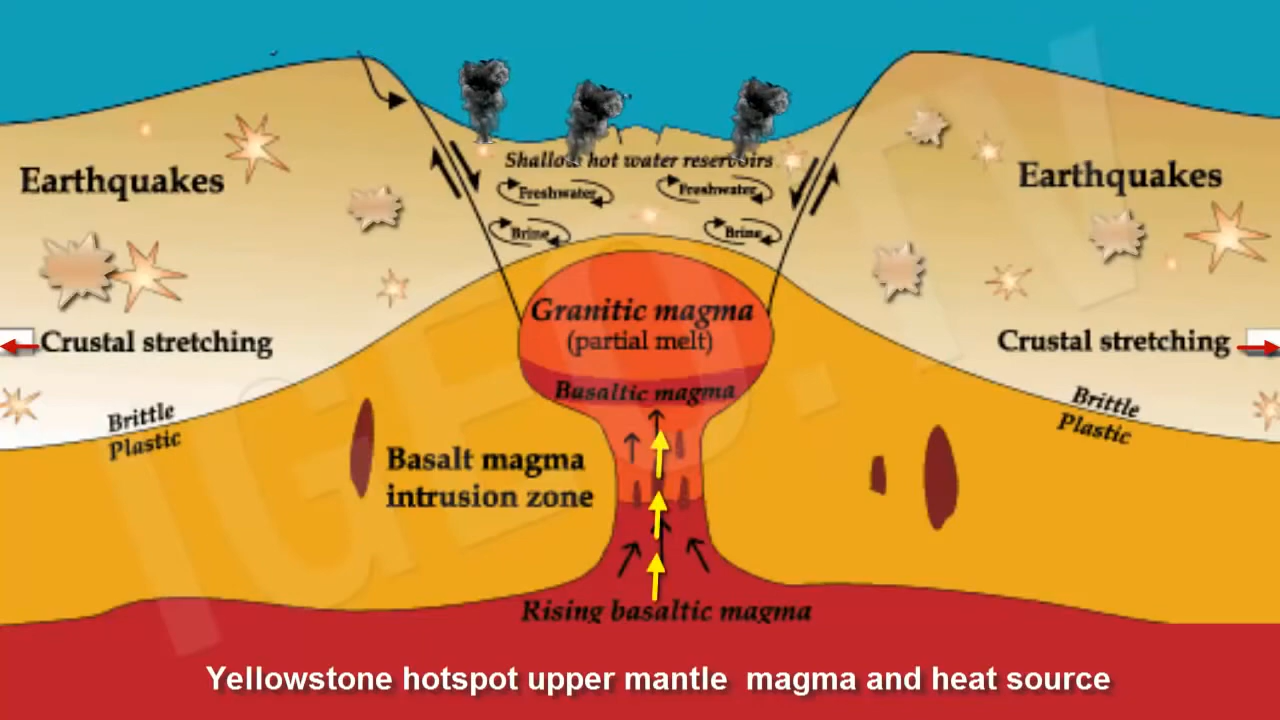 Shallow hot water reservoirs
Earthquakes
Earthquakes
Freshwater
Freshwater
Brine
Brine
Granitic magma
(partial melt)
Crustal stretching
Crustal stretching
Basaltic magma
Brittle
Plastic
Brittle
Plastic
Basalt magma
intrusion zone
Rising basaltic magma
Yellowstone hotspot upper mantle magma and heat source